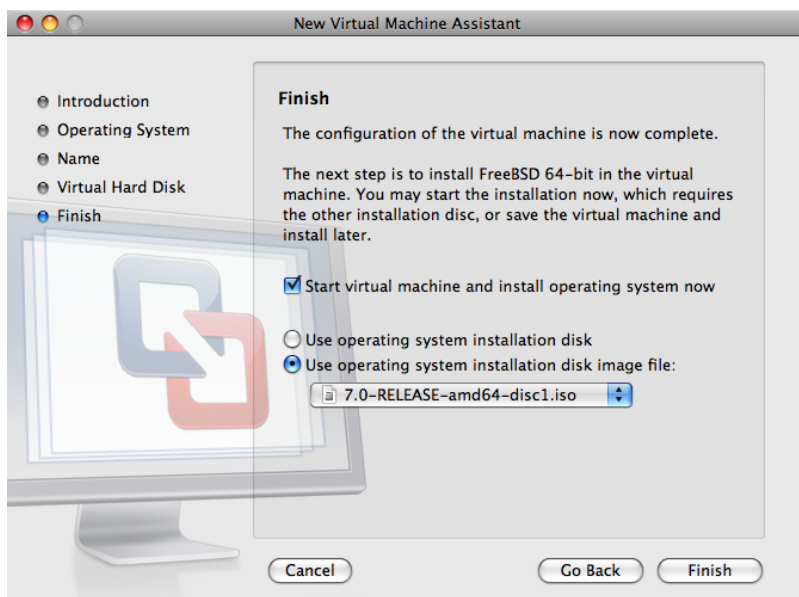 New Virtual Machine Assistant
Introduction
Operating System
Name
Virtual Hard Disk
Finish
Finish
The configuration of the virtual machine is now complete.
The next step is to install FreeBSD 64-bit in the virtual
machine. You may start the installation now, which requires
the other installation disc, or save the virtual machine and
install later.
Start virtual machine and install operating system now
Use operating system installation disk
Use operating system installation disk image file:
7.0-RELEASE-amd64-disc1.iso
Cancel
Go Back
Finish